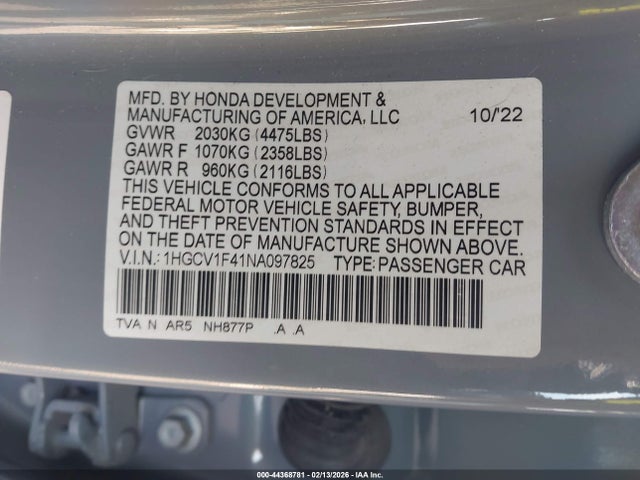 MFD. BY HONDA DEVELOPMENT &
MANUFACTURING OF AMERICA, LLC 10/'22
GVWR 2030KG (4475LBS)
GAWR F 1070KG (2358LBS)
GAWR R 960KG (2116LBS)
THIS VEHICLE CONFORMS TO ALL APPLICABLE
FEDERAL MOTOR VEHICLE SAFETY, BUMPER,
AND THEFT PREVENTION STANDARDS IN EFFECT
ON THE DATE OF MANUFACTURE SHOWN ABOVE.
V.I.N.: 1HGCV1F41NA097825 TYPE: PASSENGER CAR
TVA N AR5 NH877P .A .A
000-44368781 - 02/13/2026 - IAA Inc.